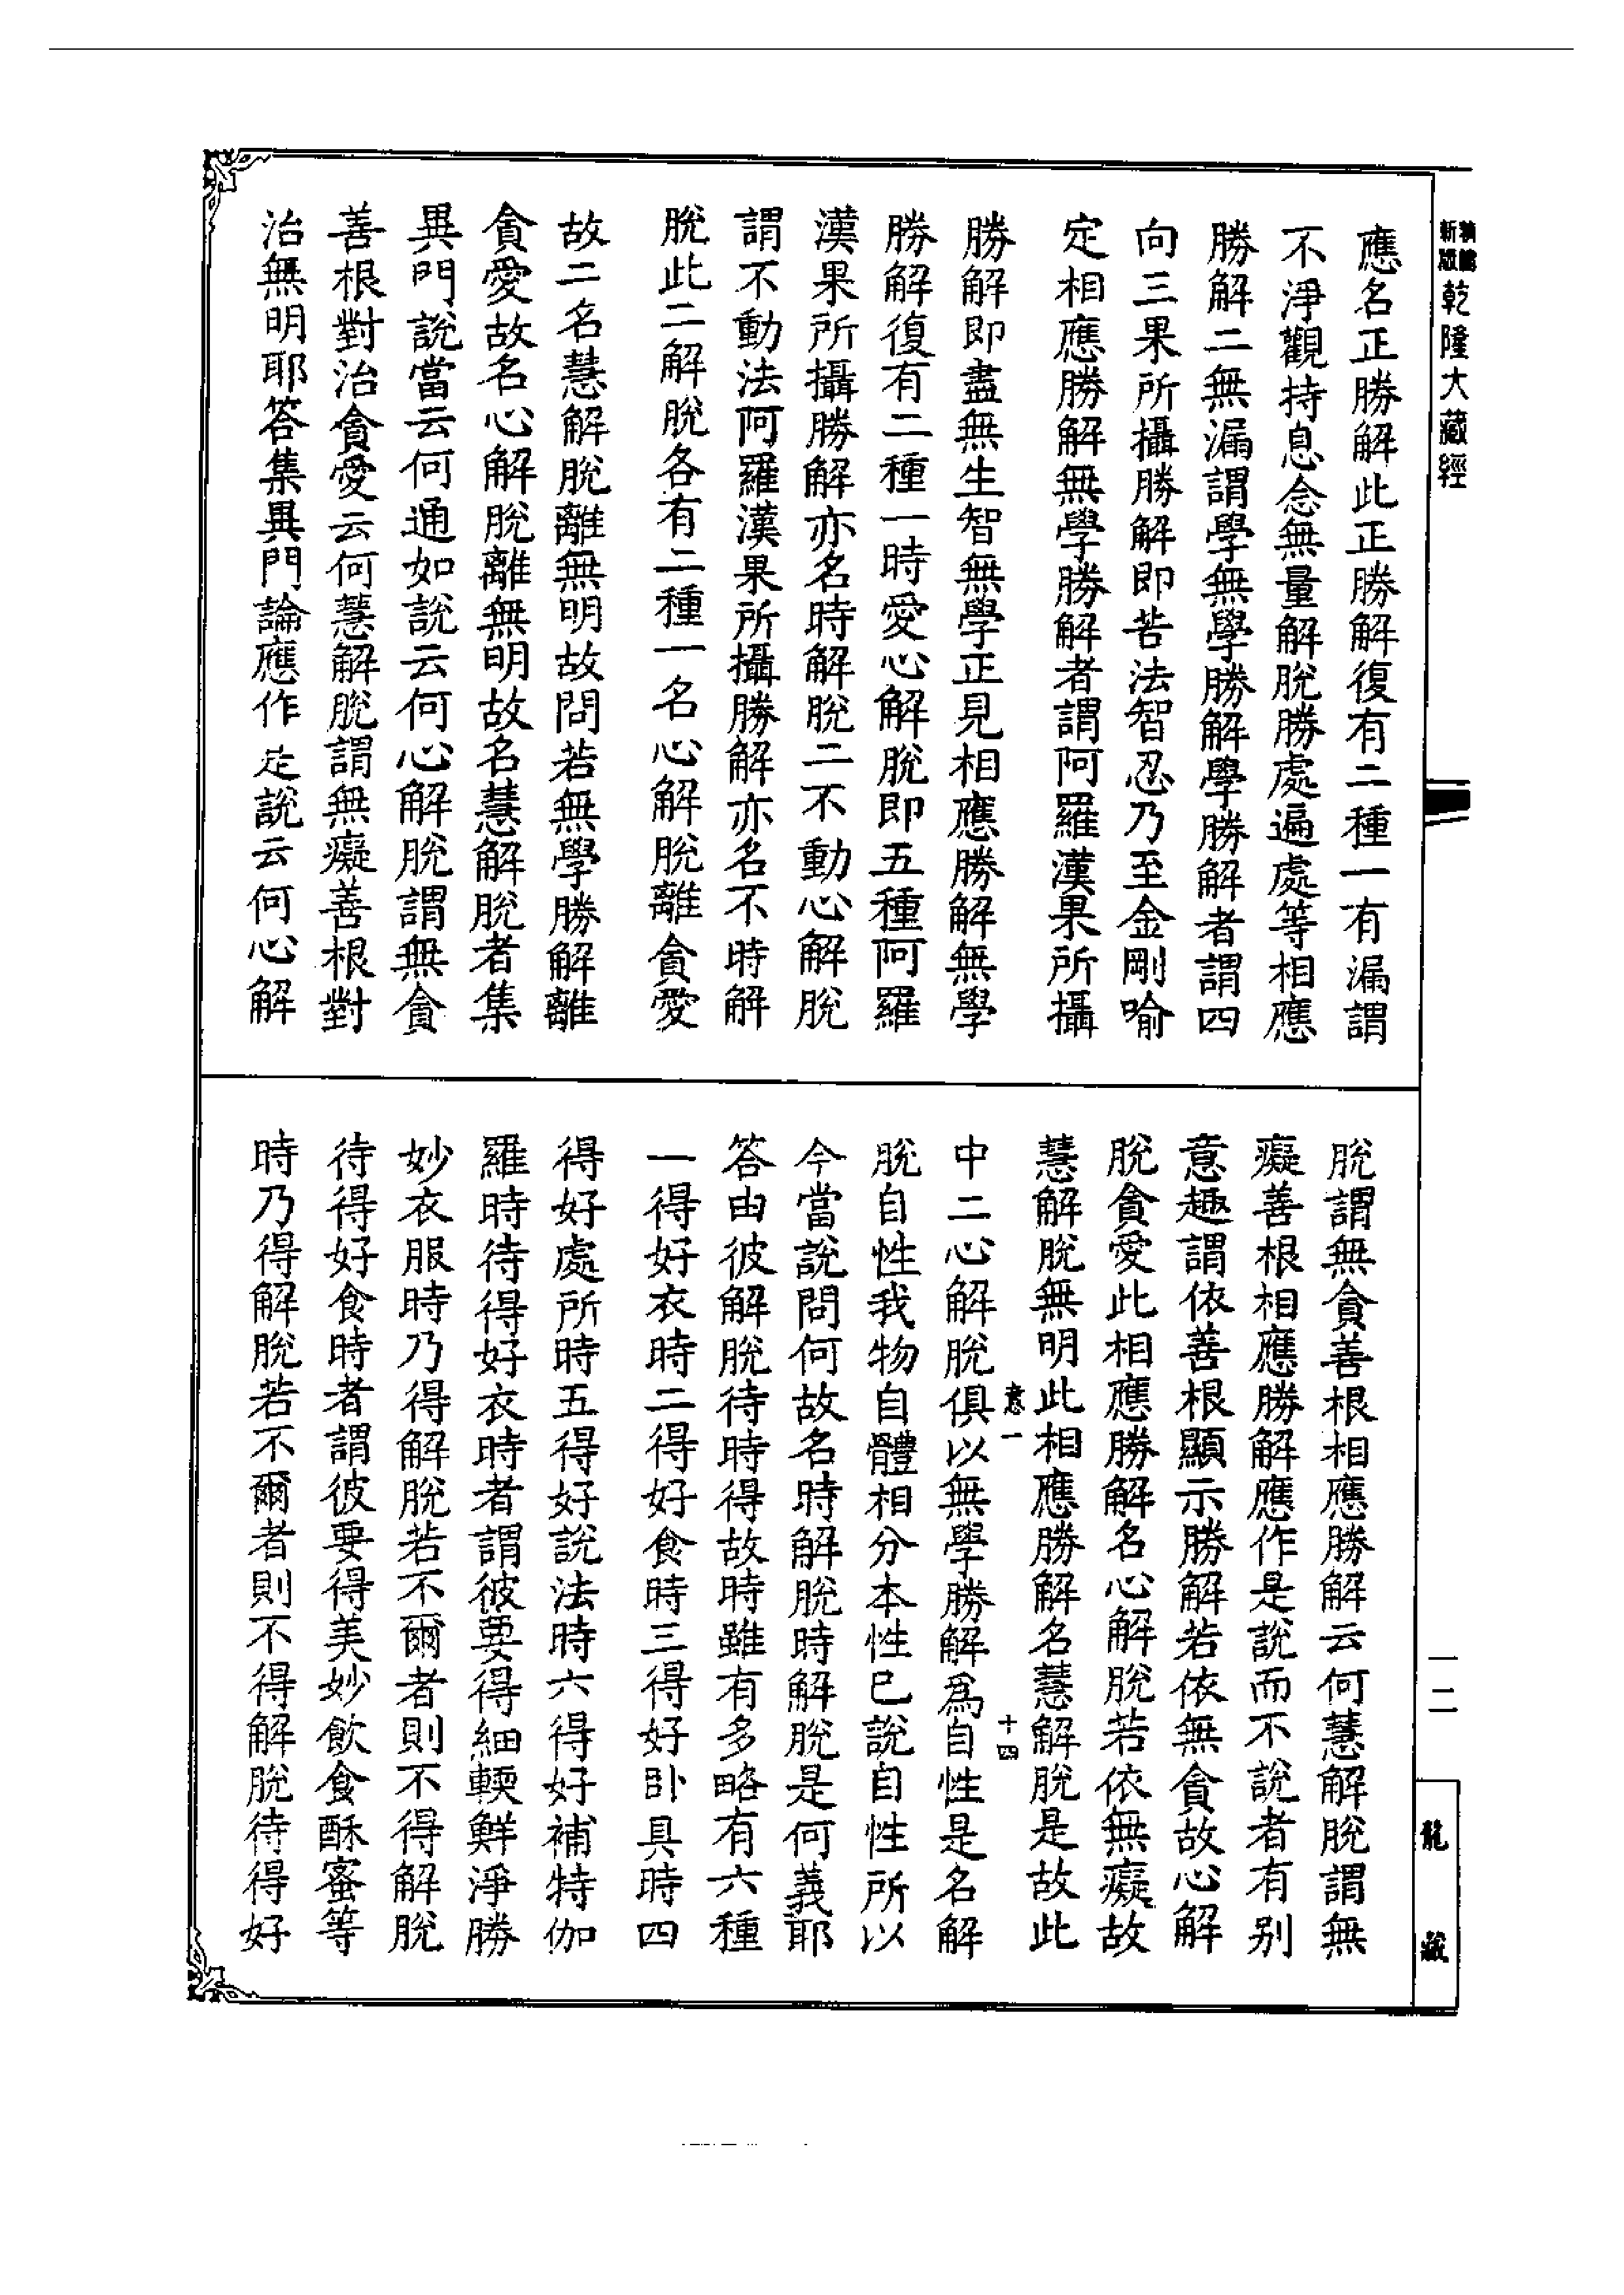 乾隆大藏經
應名正勝解此正勝解復有二種一有漏謂
不淨觀持息念無量解脫勝處遍處等相應
勝解二無漏謂學無學勝解學勝解者謂四
向三果所攝勝解即苦法智忍乃至金剛喻
定相應勝解無學勝解者謂阿羅漢果所攝
勝解即盡無生智無學正見相應勝解無學
勝解復有二種一時愛心解脫即五種阿羅
漢果所攝勝解亦名時解脫二不動心解脫
謂不動法阿羅漢果所攝勝解亦名不時解
脫此二解脫各有二種一名心解脫離貪愛
故二名慧解脫離無明故問若無學勝解離
貪愛故名心解脫離無明故名慧解脫者集
異門說當云何通如說云何心解脫謂無貪
善根對治貪愛云何慧解脫謂無癡善根對
治無明耶答集異門論應作是說云何心解
脫謂無貪善根相應勝解云何慧解脫謂無
癡善根相應勝解應作是說而不說者有別
意趣謂依善根顯示勝解若依無貪故心解
脫貪愛此相應勝解名心解脫若依無癡故
慧解脫無明此相應勝解名慧解脫是故此
意一
十四
中二心解脫俱以無學勝解為自性是名解
脫自性我物自體相分本性已說自性所以
今當說問何故名時解脫時解脫是何義耶
答由彼解脫待時得故時雖有多略有六種
一得好衣時二得好食時三得好臥具時四
得好處所時五得好說法時六得好補特伽
羅時待得好衣時者謂彼要得細輭鮮淨勝
妙衣服時乃得解脫若不爾者則不得解脫
待得好食時者謂彼要得美妙飲食酥蜜等
時乃得解脫若不爾者則不得解脫待得好
一二
龍藏